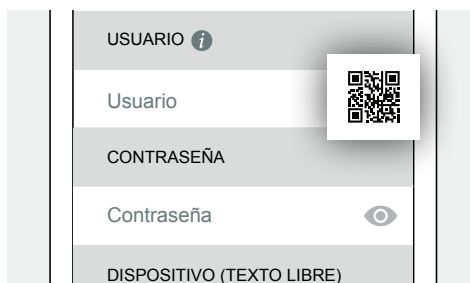 USUARIO i
Usuario
CONTRASEÑA
Contraseña
DISPOSITIVO (TEXTO LIBRE)